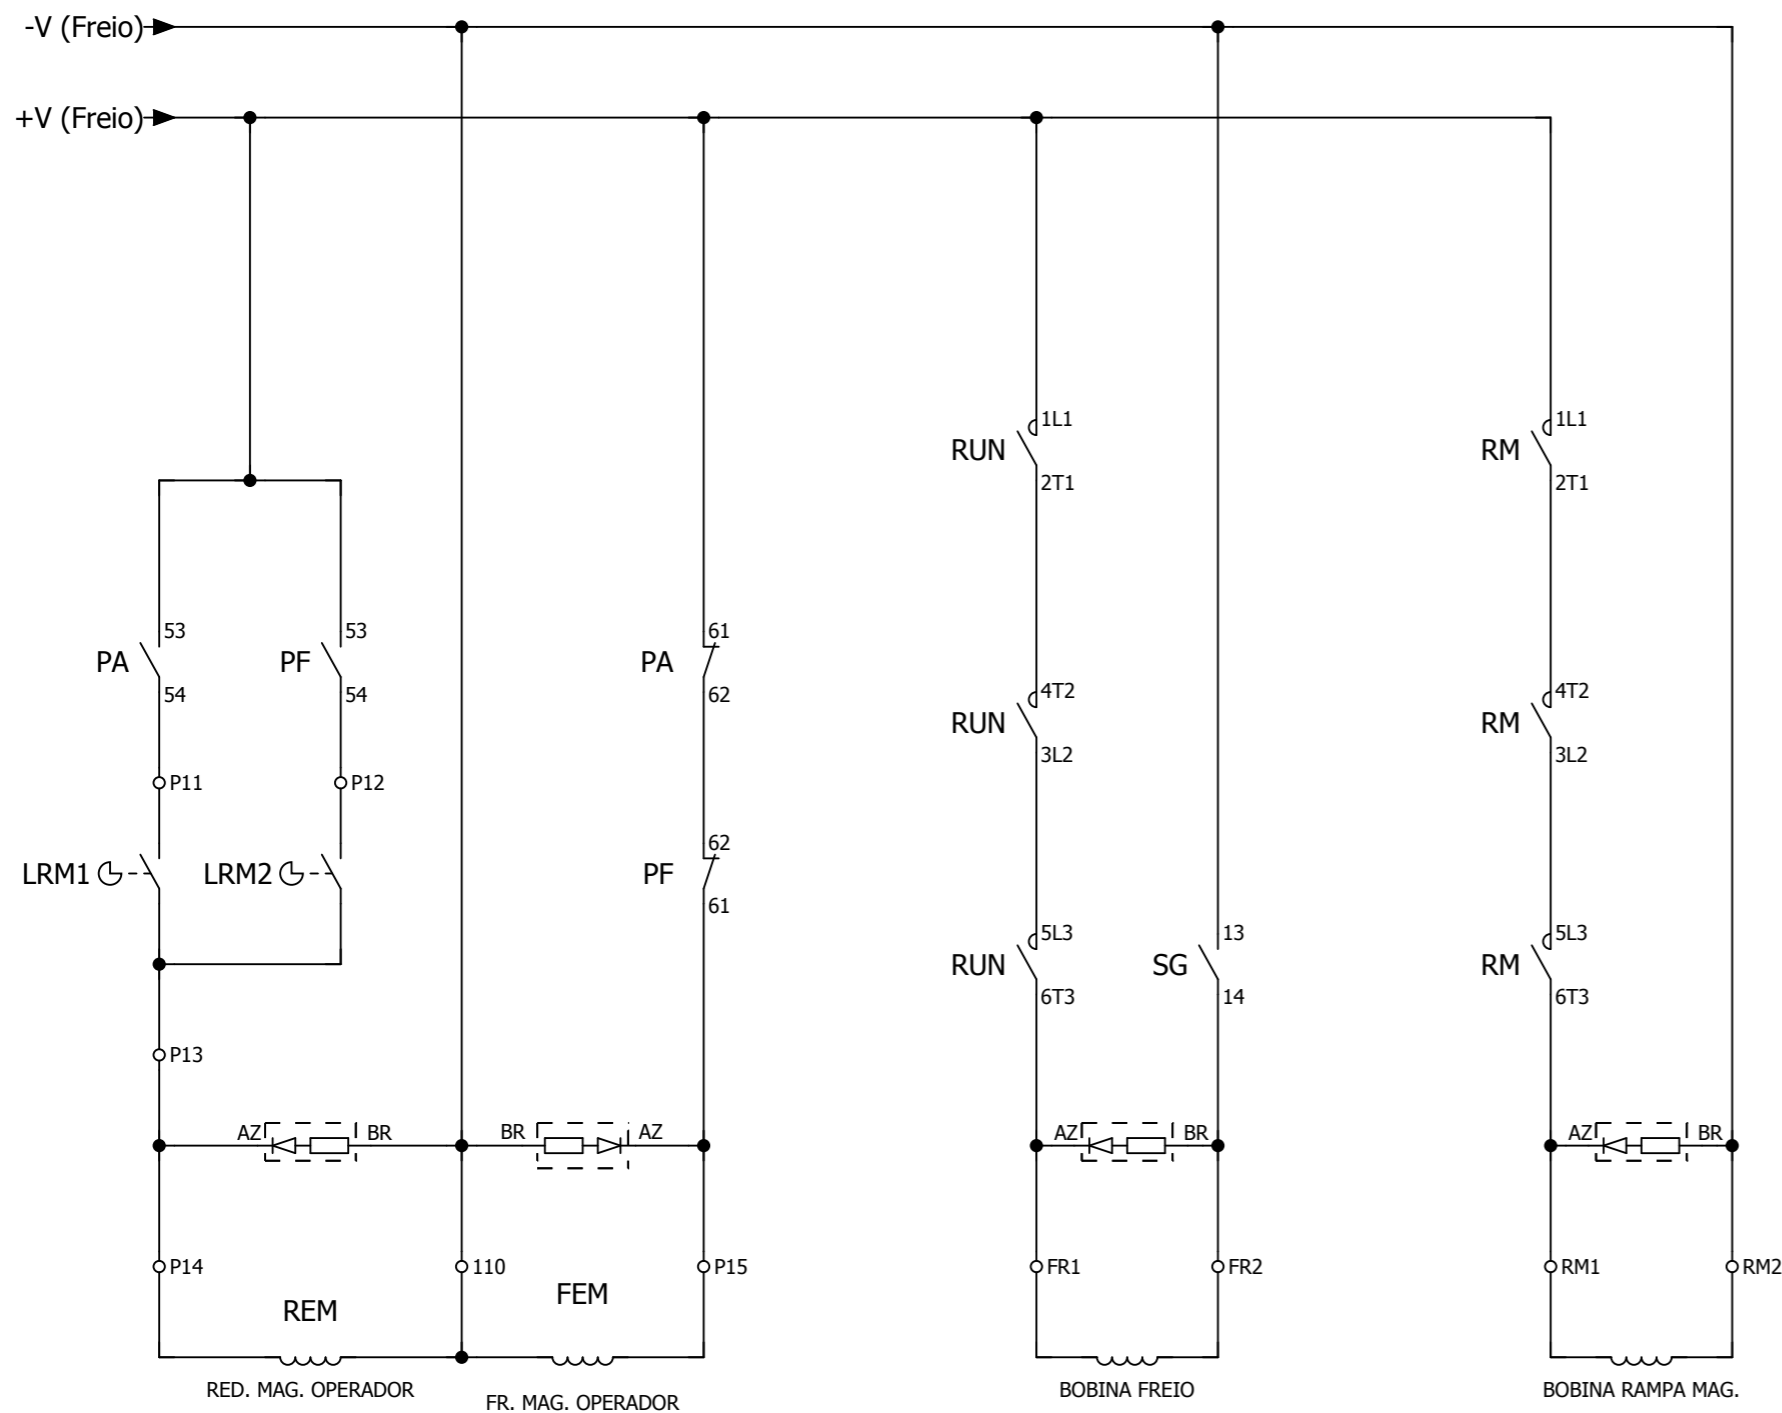 -V (Freio)
+V (Freio)
1L1
1L1
RUN
RM
2T1
2T1
53
53
61
PA
PF
PA
54
54
62
4T2
4T2
RUN
RM
3L2
3L2
P11
P12
62
LRM1
LRM2
PF
61
5L3
13
5L3
RUN
SG
RM
6T3
14
6T3
P13
AZ
BR
BR
AZ
AZ
BR
AZ
BR
P14
110
P15
FR1
FR2
RM1
RM2
REM
FEM
RED. MAG. OPERADOR
FR. MAG. OPERADOR
BOBINA FREIO
BOBINA RAMPA MAG.